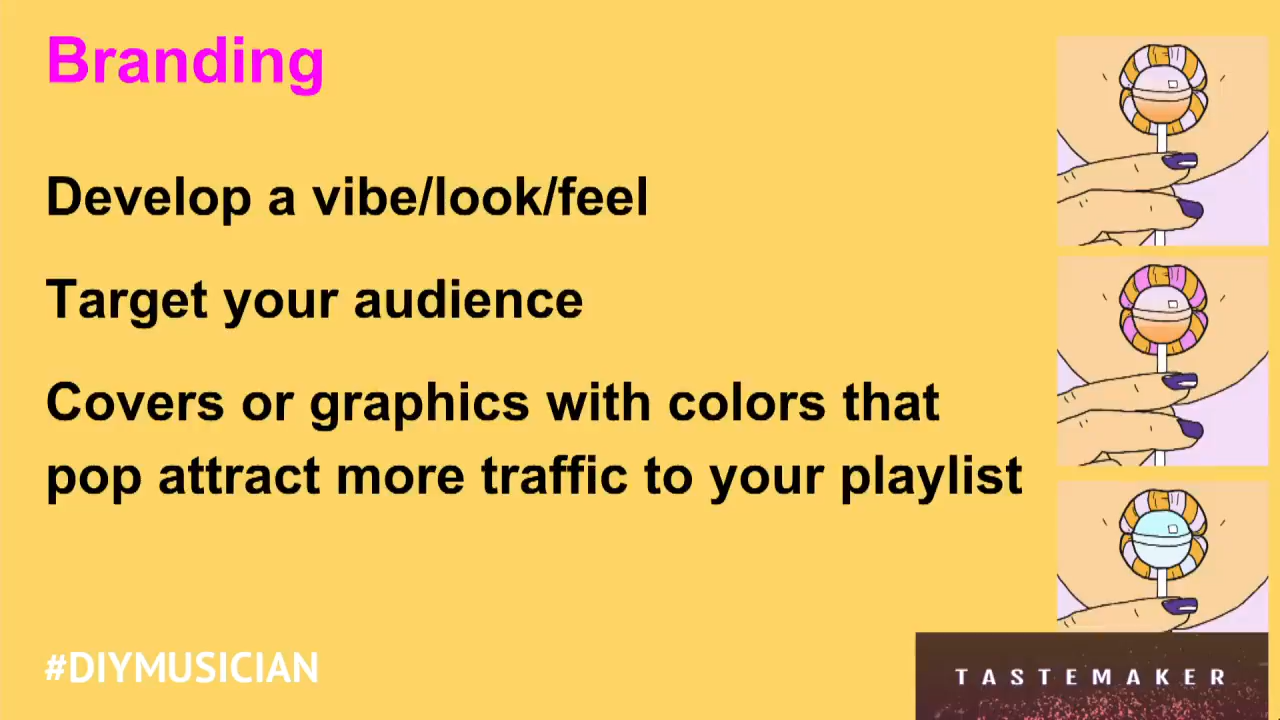 Branding
Develop a vibe/look/feel
Target your audience
Covers or graphics with colors that
pop attract more traffic to your playlist
#DIYMUSICIAN
TASTEMAKER